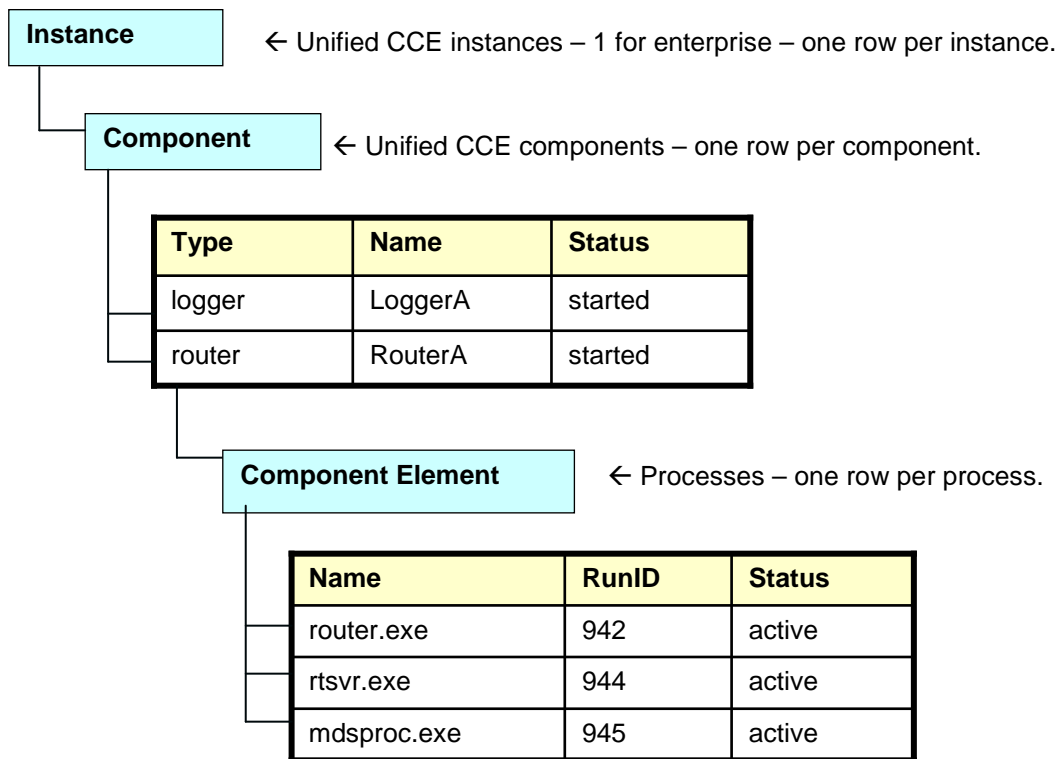 Instance ← Unified CCE instances – 1 for enterprise – one row per instance.
Component ← Unified CCE components – one row per component.
Type Name Status
logger LoggerA started
router RouterA started
Component Element ← Processes – one row per process.
Name RunID Status
router.exe 942 active
rtsvr.exe 944 active
mdsproc.exe 945 active